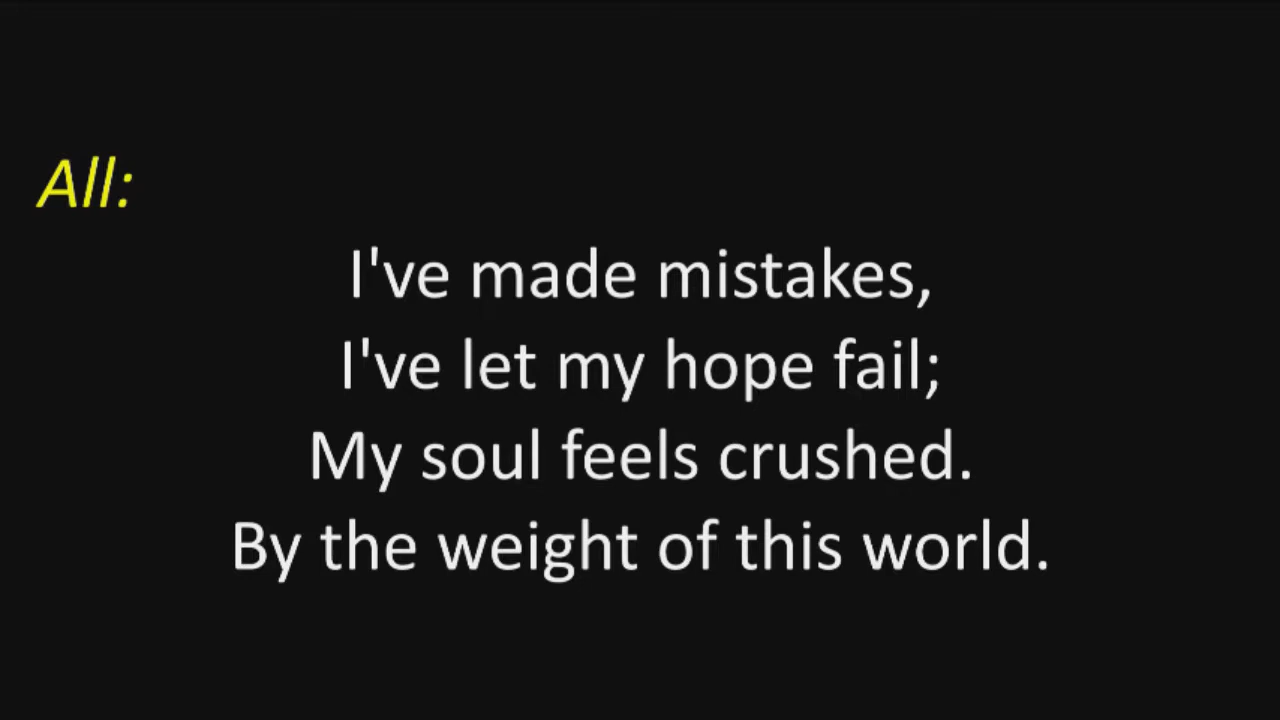 All:
I've made mistakes,
I've let my hope fail;
My soul feels crushed.
By the weight of this world.